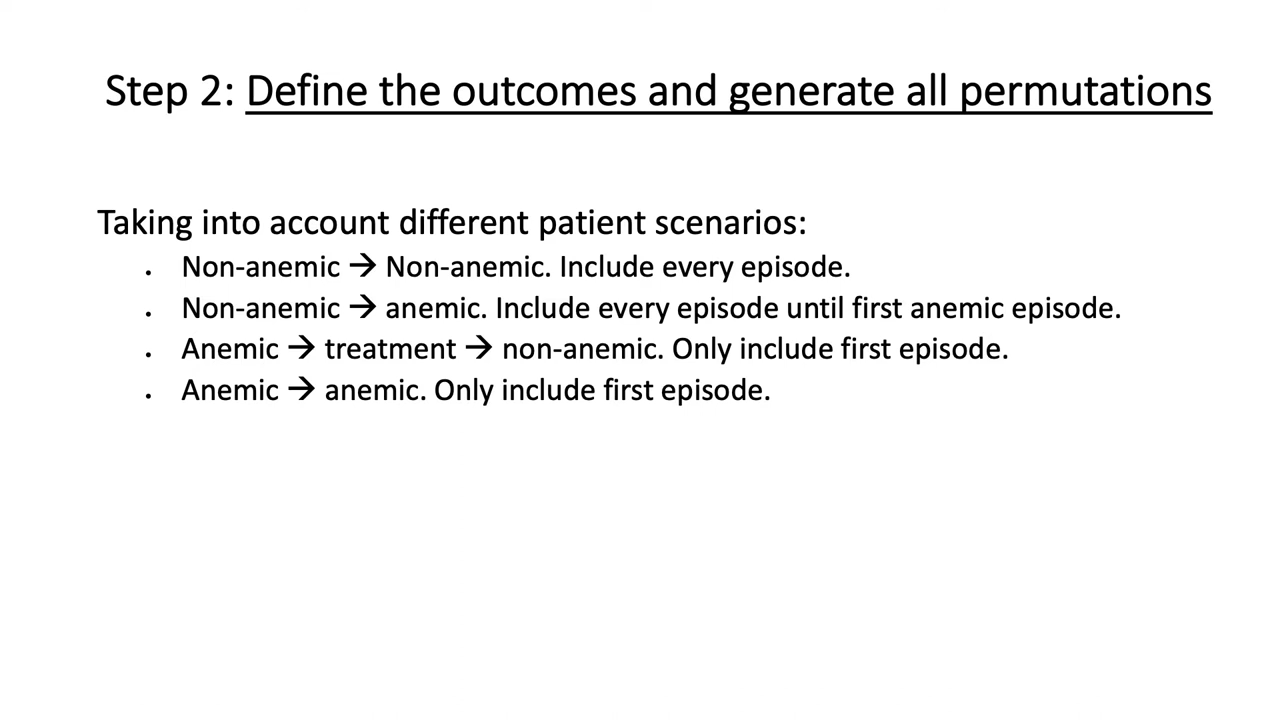 Step 2: Define the outcomes and generate all permutations
Taking into account different patient scenarios:
• Non-anemic → Non-anemic. Include every episode.
• Non-anemic → anemic. Include every episode until first anemic episode.
• Anemic → treatment → non-anemic. Only include first episode.
• Anemic → anemic. Only include first episode.